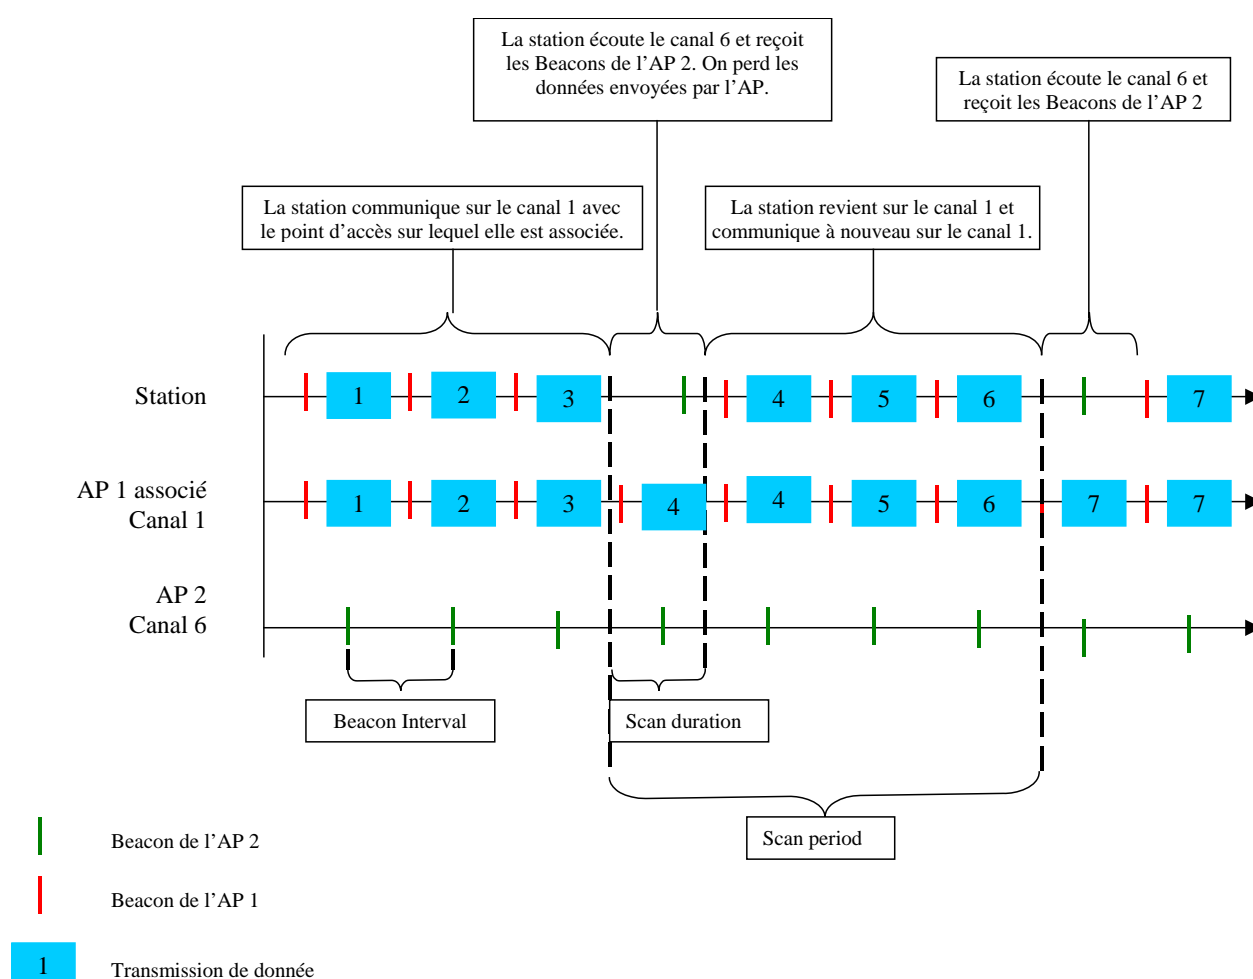 La station écoute le canal 6 et reçoit
les Beacons de l’AP 2. On perd les
données envoyées par l’AP.
La station écoute le canal 6 et
reçoit les Beacons de l’AP 2
La station communique sur le canal 1 avec
le point d’accès sur lequel elle est associée.
La station revient sur le canal 1 et
communique à nouveau sur le canal 1.
Station
1 2 3 4 5 6 7
AP 1 associé
Canal 1
1 2 3 4 4 5 6 7 7
AP 2
Canal 6
Beacon Interval
Scan duration
Scan period
Beacon de l’AP 2
Beacon de l’AP 1
1
Transmission de donnée